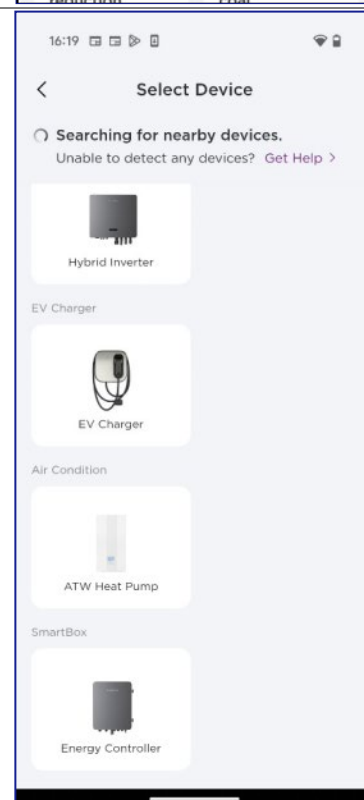 reduction
16:19
Select Device
Searching for nearby devices.
Unable to detect any devices? Get Help >
Hybrid Inverter
EV Charger
EV Charger
Air Condition
ATW Heat Pump
SmartBox
Energy Controller